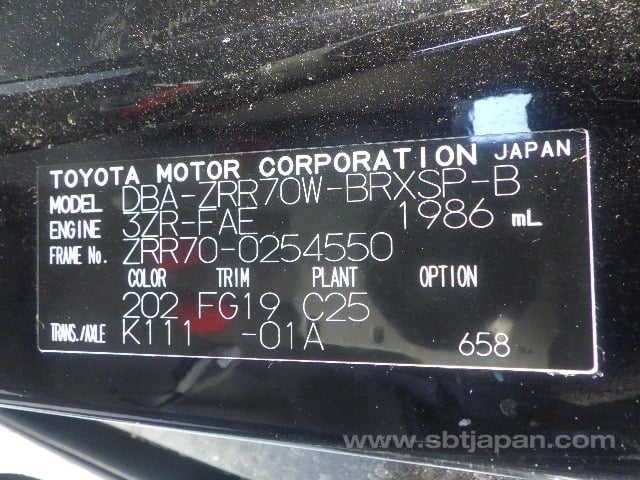 TOYOTA MOTOR CORPORATION JAPAN
MODEL DBA-ZRR70W-BRXSP-B
ENGINE 3ZR-FAE 1986 mL
FRAME No. ZRR70-0254550
COLOR TRIM PLANT OPTION
202 FG19 C25
TRANS./AXLE K111 -01A 658
www.sbtjapan.com